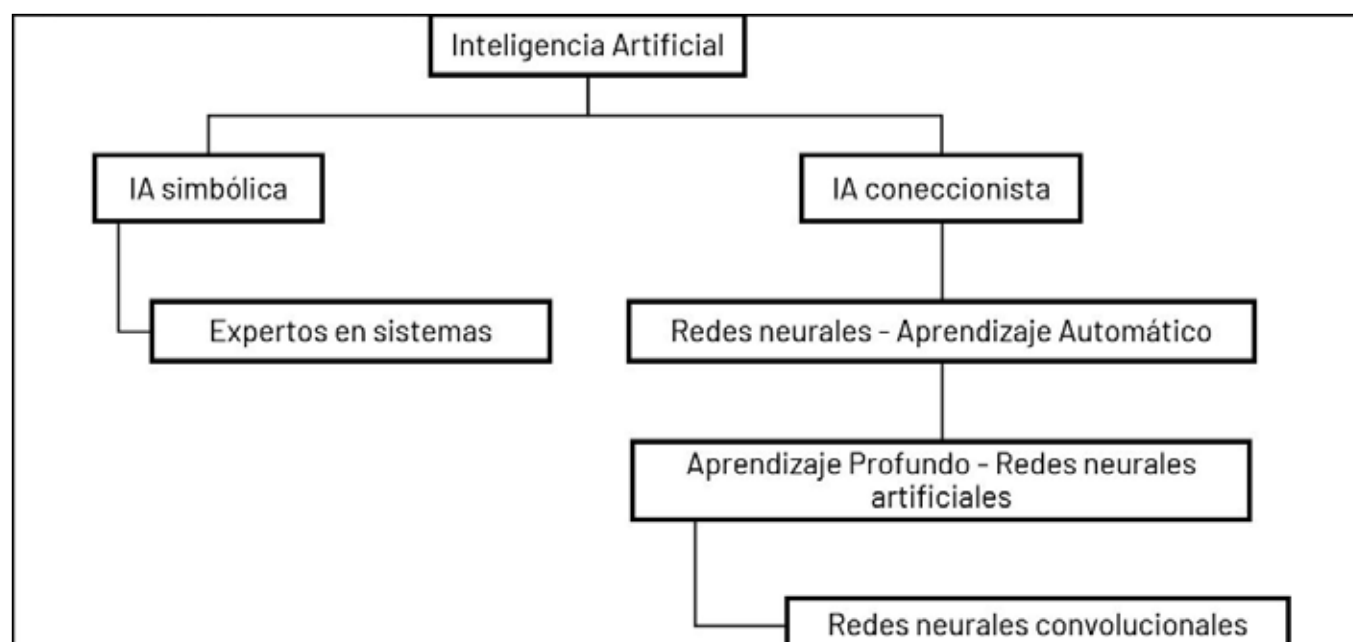 Inteligencia Artificial
IA simbólica
IA coneccionista
Expertos en sistemas
Redes neurales - Aprendizaje Automático
Aprendizaje Profundo - Redes neurales
artificiales
Redes neurales convolucionales